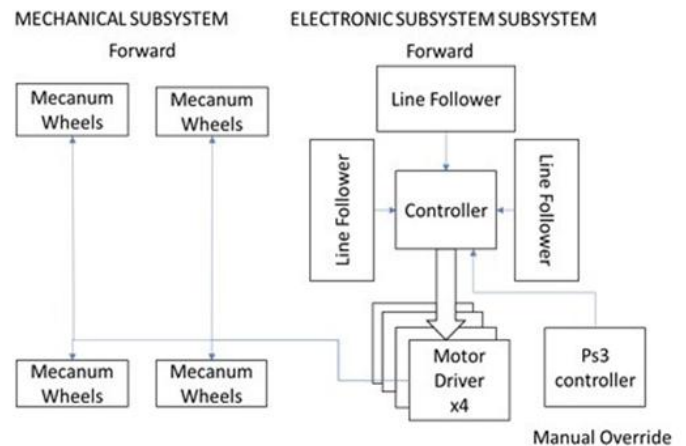 MECHANICAL SUBSYSTEM
Forward
Mecanum
Wheels
Mecanum
Wheels
Mecanum
Wheels
Mecanum
Wheels
ELECTRONIC SUBSYSTEM SUBSYSTEM
Forward
Line Follower
Line Follower
Controller
Line Follower
Motor
Driver
x4
Ps3
controller
Manual Override